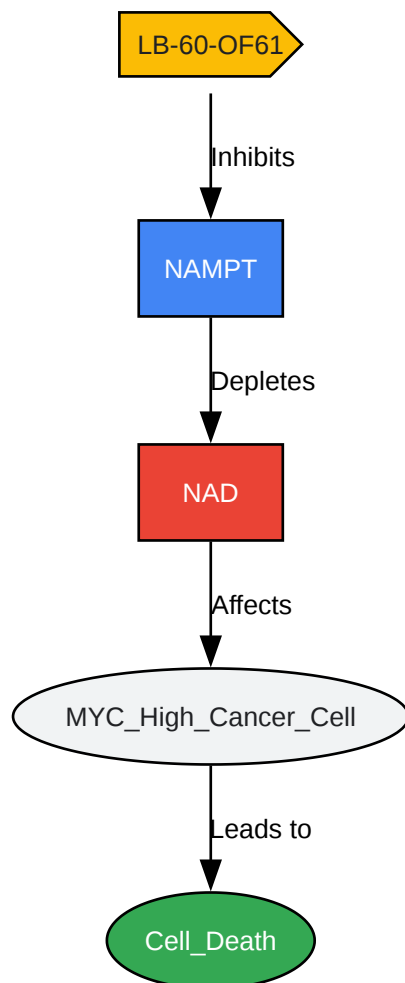 LB-60-OF61
Inhibits
NAMPT
Depletes
NAD
Affects
MYC_High_Cancer_Cell
Leads to
Cell_Death